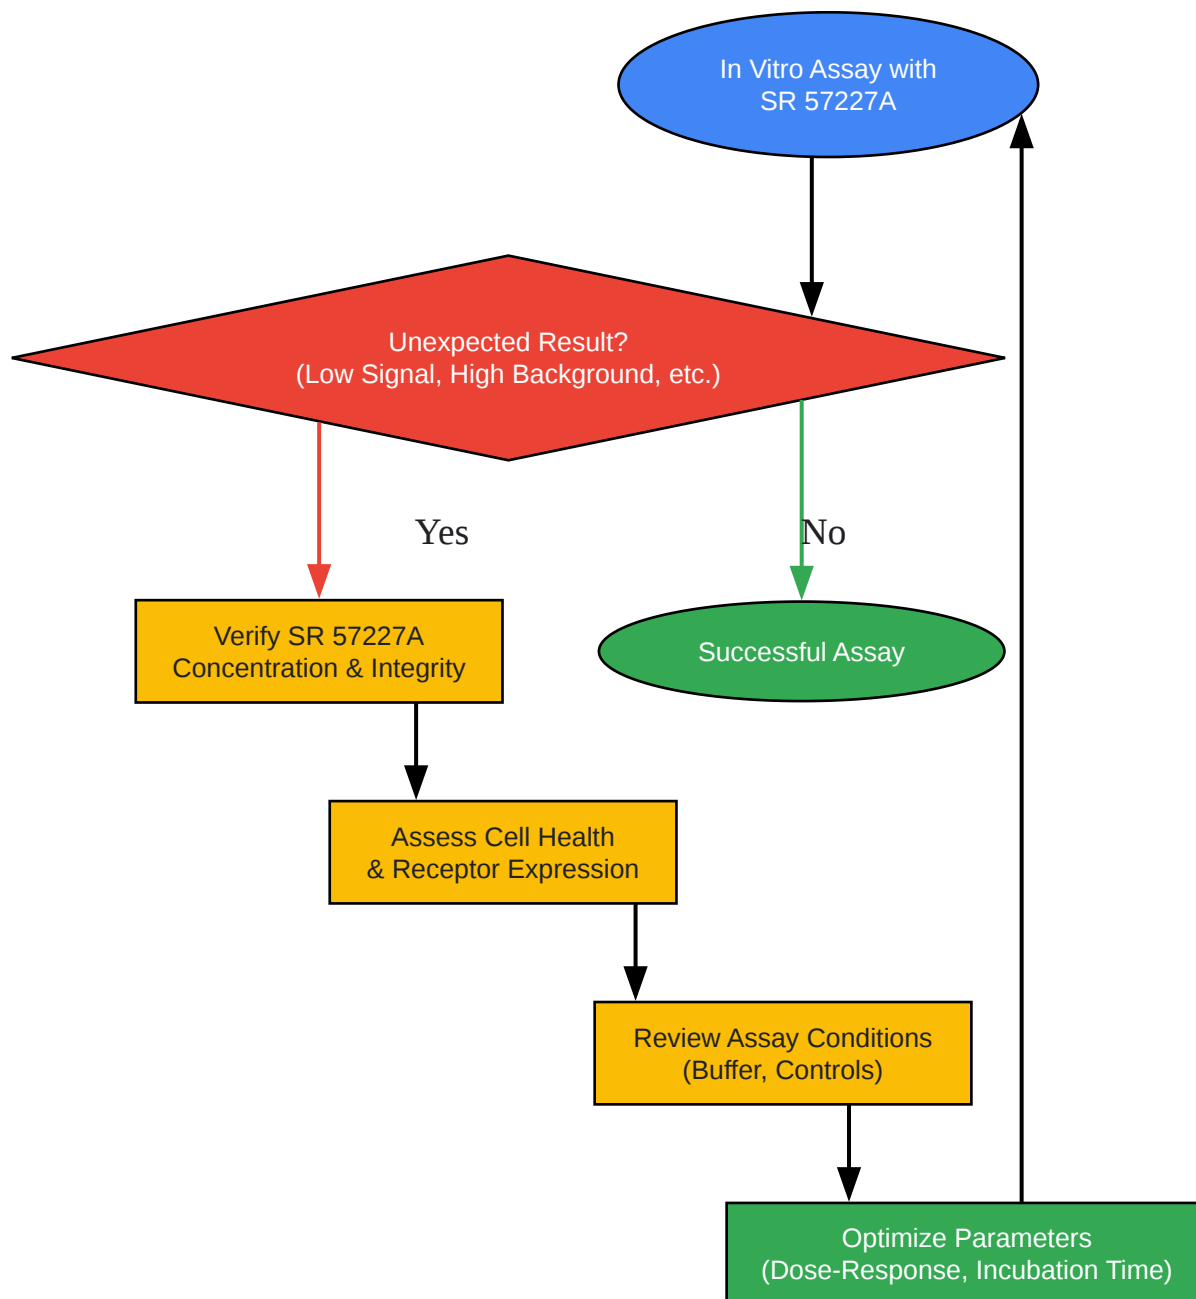 In Vitro Assay with
SR 57227A
Unexpected Result?
(Low Signal, High Background, etc.)
Yes
No
Verify SR 57227A
Concentration & Integrity
Successful Assay
Assess Cell Health
& Receptor Expression
Review Assay Conditions
(Buffer, Controls)
Optimize Parameters
(Dose-Response, Incubation Time)